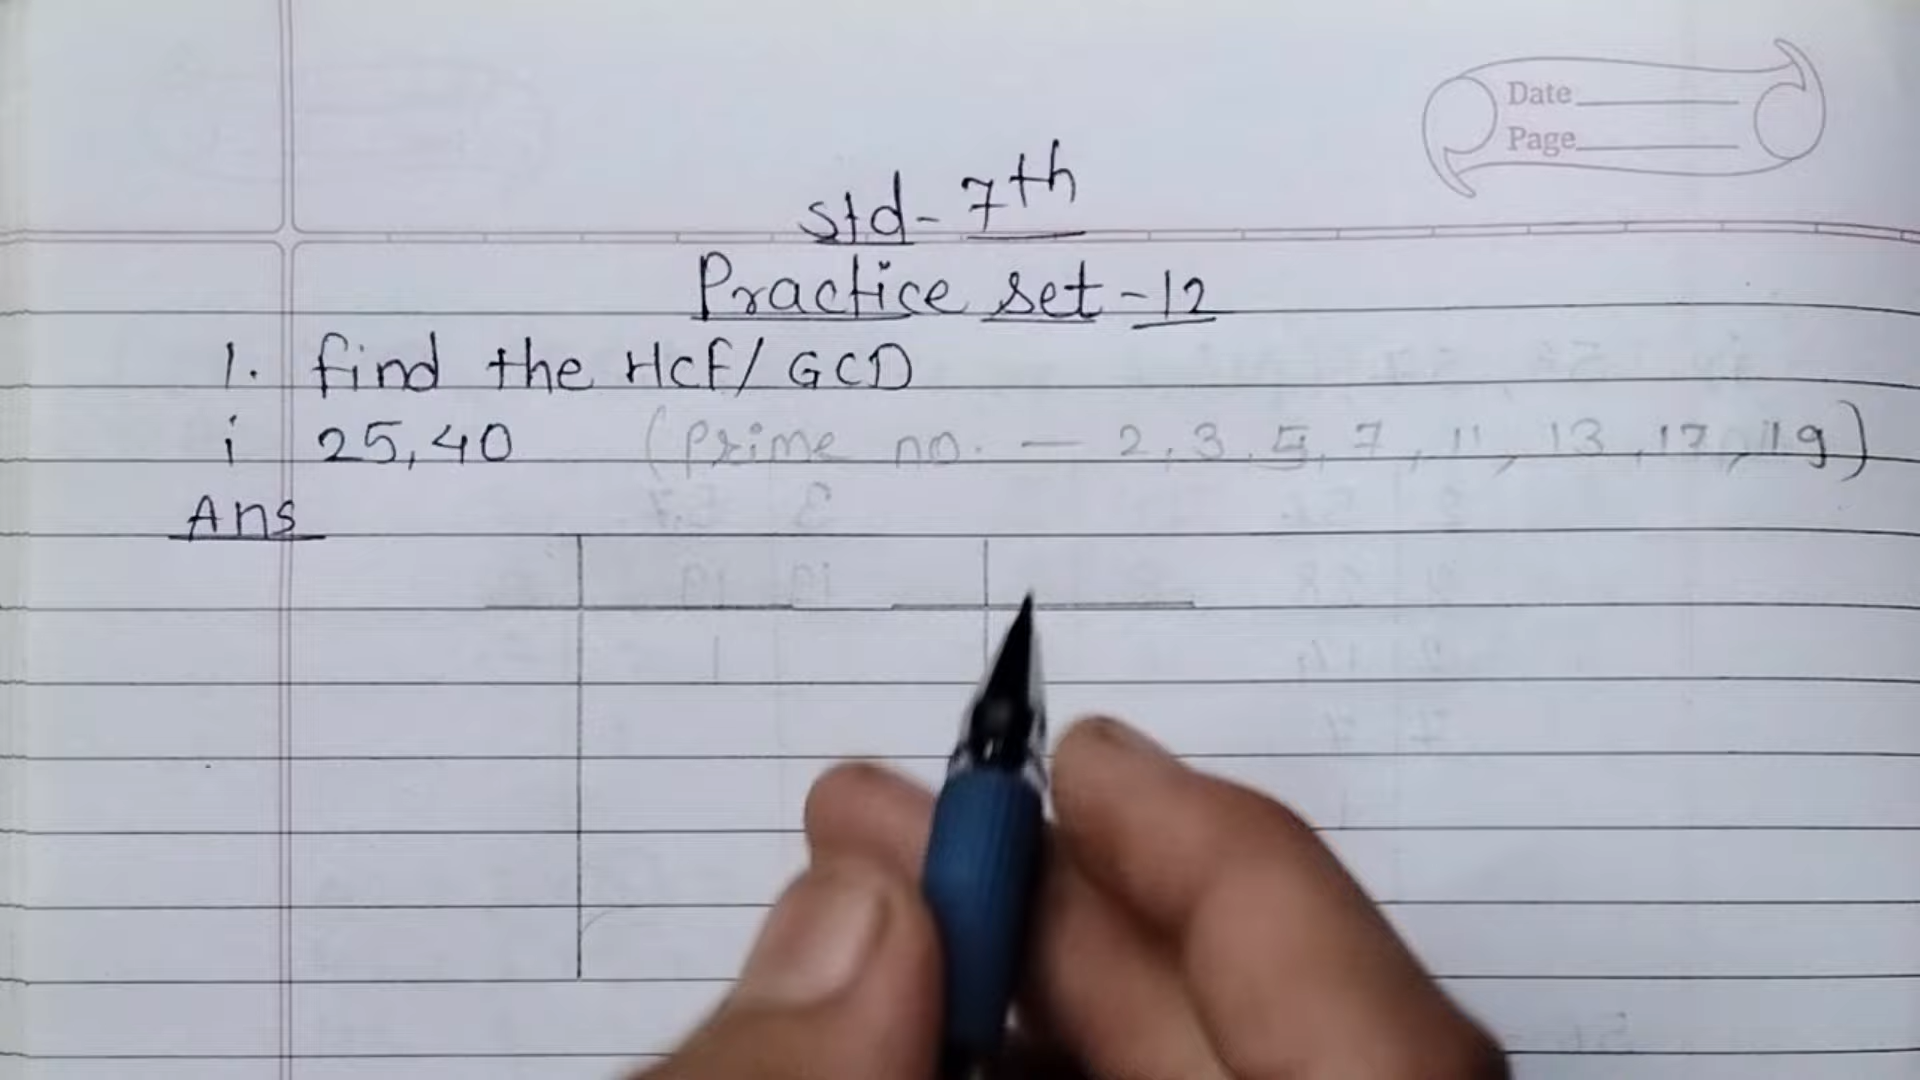 Date
Page
Std- 7th
Practice set - 12
1. find the HCF/ GCD
i 25,40 (Prime no. — 2, 3, 5, 7, 11, 13, 17, 19)
Ans